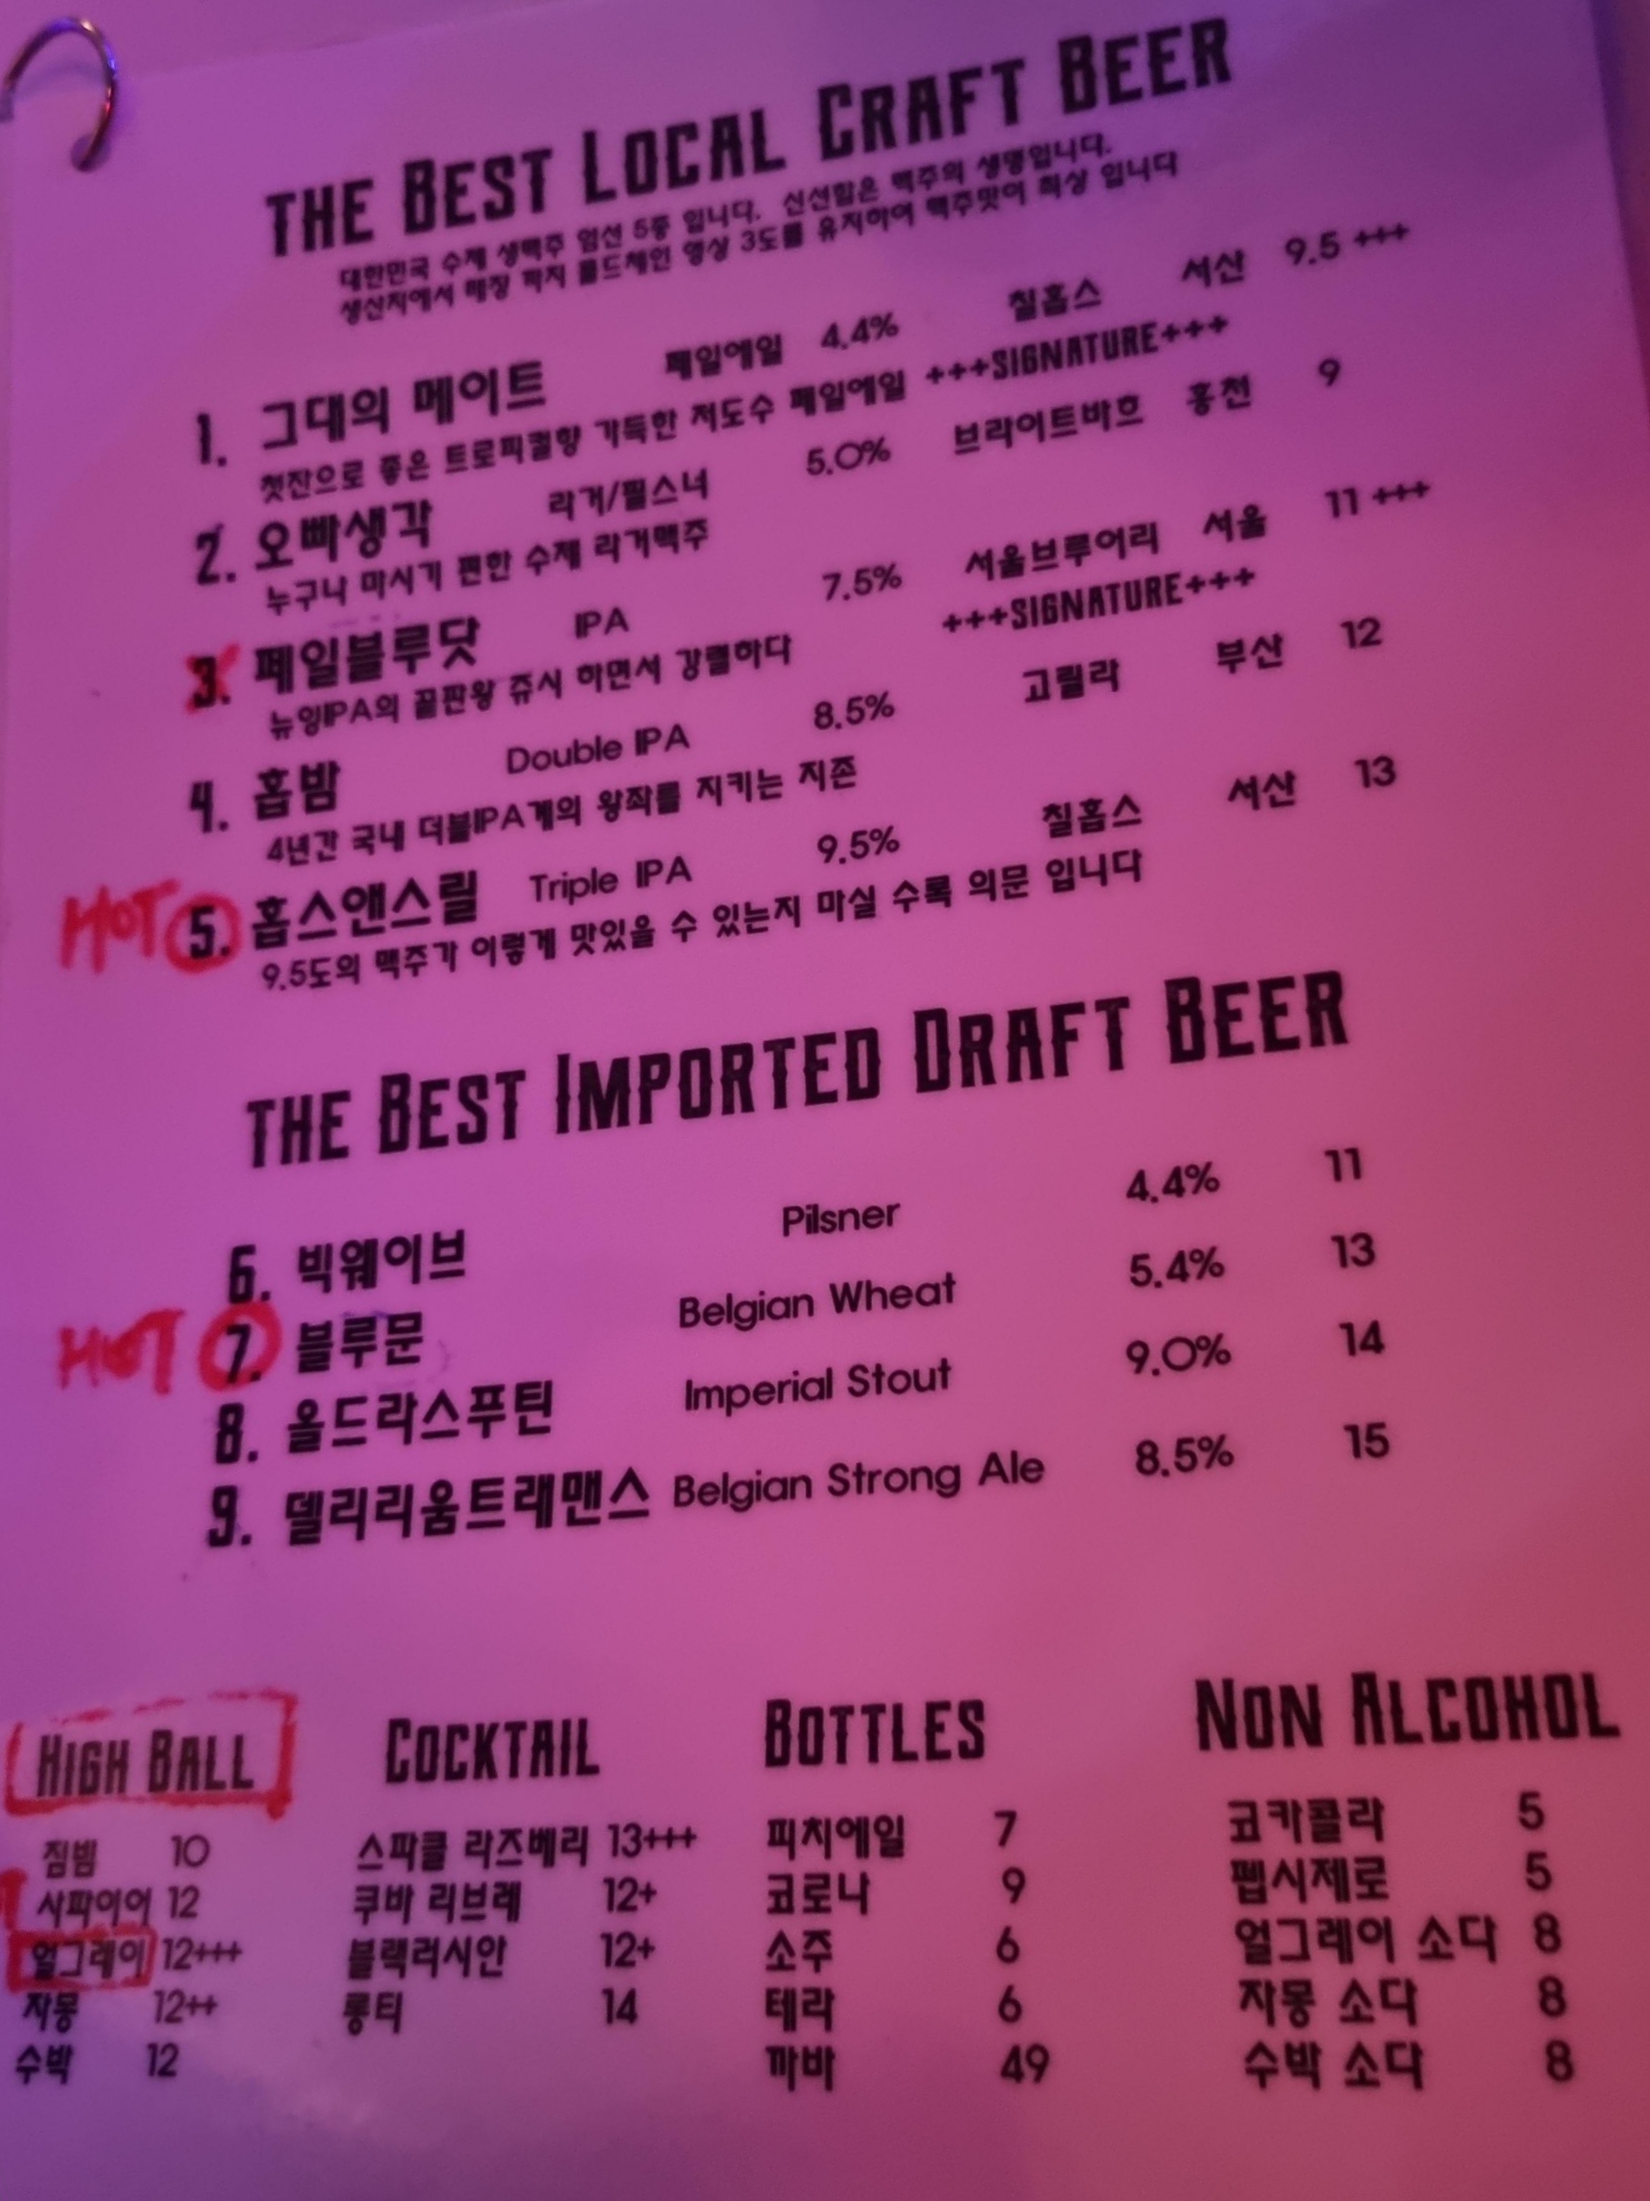 THE BEST LOCAL CRAFT BEER
대한민국 수제 생맥주 엄선 5종 입니다. 신선함은 맥주의 생명입니다.
생산지에서 매장 까지 콜드체인 영상 3도를 유지하여 맥주맛이 최상 입니다
1. 그대의 메이트 페일에일 4.4% 칠홉스 서산 9.5 +++
첫잔으로 좋은 트로피컬향 가득한 저도수 페일에일 +++SIGNATURE+++
2. 오빠생각 라거/필스너 5.0% 브라이트바흐 홍천 9
누구나 마시기 편한 수제 라거맥주
3. 페일블루닷 IPA 7.5% 서울브루어리 서울 11 +++
뉴잉IPA의 끝판왕 쥬시 하면서 강렬하다 +++SIGNATURE+++
4. 홉밤 Double IPA 8.5% 고릴라 부산 12
4년간 국내 더블IPA계의 왕좌를 지키는 지존
HOT 5. 홉스앤스릴 Triple IPA 9.5% 칠홉스 서산 13
9.5도의 맥주가 이렇게 맛있을 수 있는지 마실 수록 의문 입니다
THE BEST IMPORTED DRAFT BEER
6. 빅웨이브 Pilsner 4.4% 11
HOT 7. 블루문 Belgian Wheat 5.4% 13
8. 올드라스푸틴 Imperial Stout 9.0% 14
9. 델리리움트래맨스 Belgian Strong Ale 8.5% 15
HIGH BALL
짐빔 10
사파이어 12
얼그레이 12+++
자몽 12++
수박 12
COCKTAIL
스파클 라즈베리 13+++
쿠바 리브레 12+
블랙러시안 12+
롱티 14
BOTTLES
피치에일 7
코로나 9
소주 6
테라 6
까바 49
NON ALCOHOL
코카콜라 5
펩시제로 5
얼그레이 소다 8
자몽 소다 8
수박 소다 8